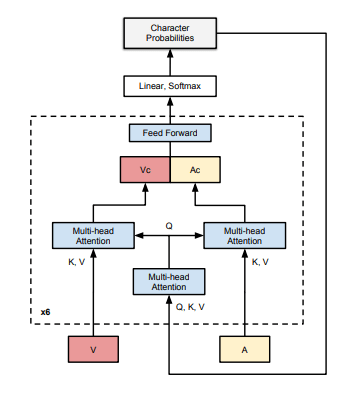 Character
Probabilities
Linear, Softmax
Feed Forward
Vc
Ac
Multi-head
Attention
Q
Multi-head
Attention
K, V
Multi-head
Attention
K, V
Q, K, V
x6
V
A